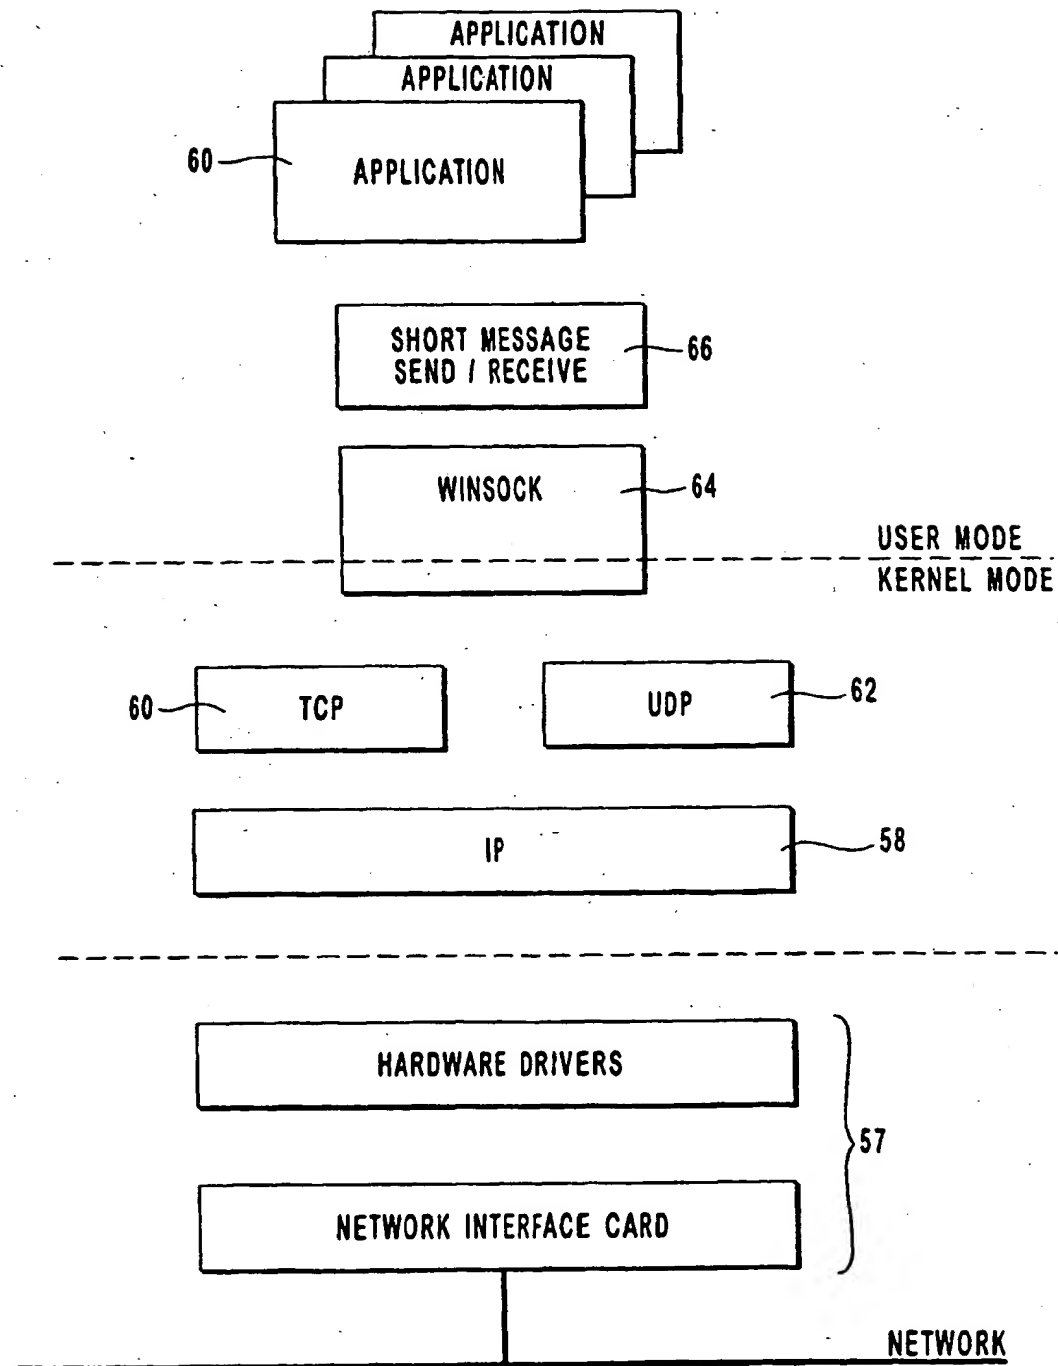 APPLICATION
APPLICATION
60
APPLICATION
SHORT MESSAGE
SEND / RECEIVE
66
WINSOCK
64
USER MODE
KERNEL MODE
60
TCP
UDP
62
IP
58
HARDWARE DRIVERS
57
NETWORK INTERFACE CARD
NETWORK